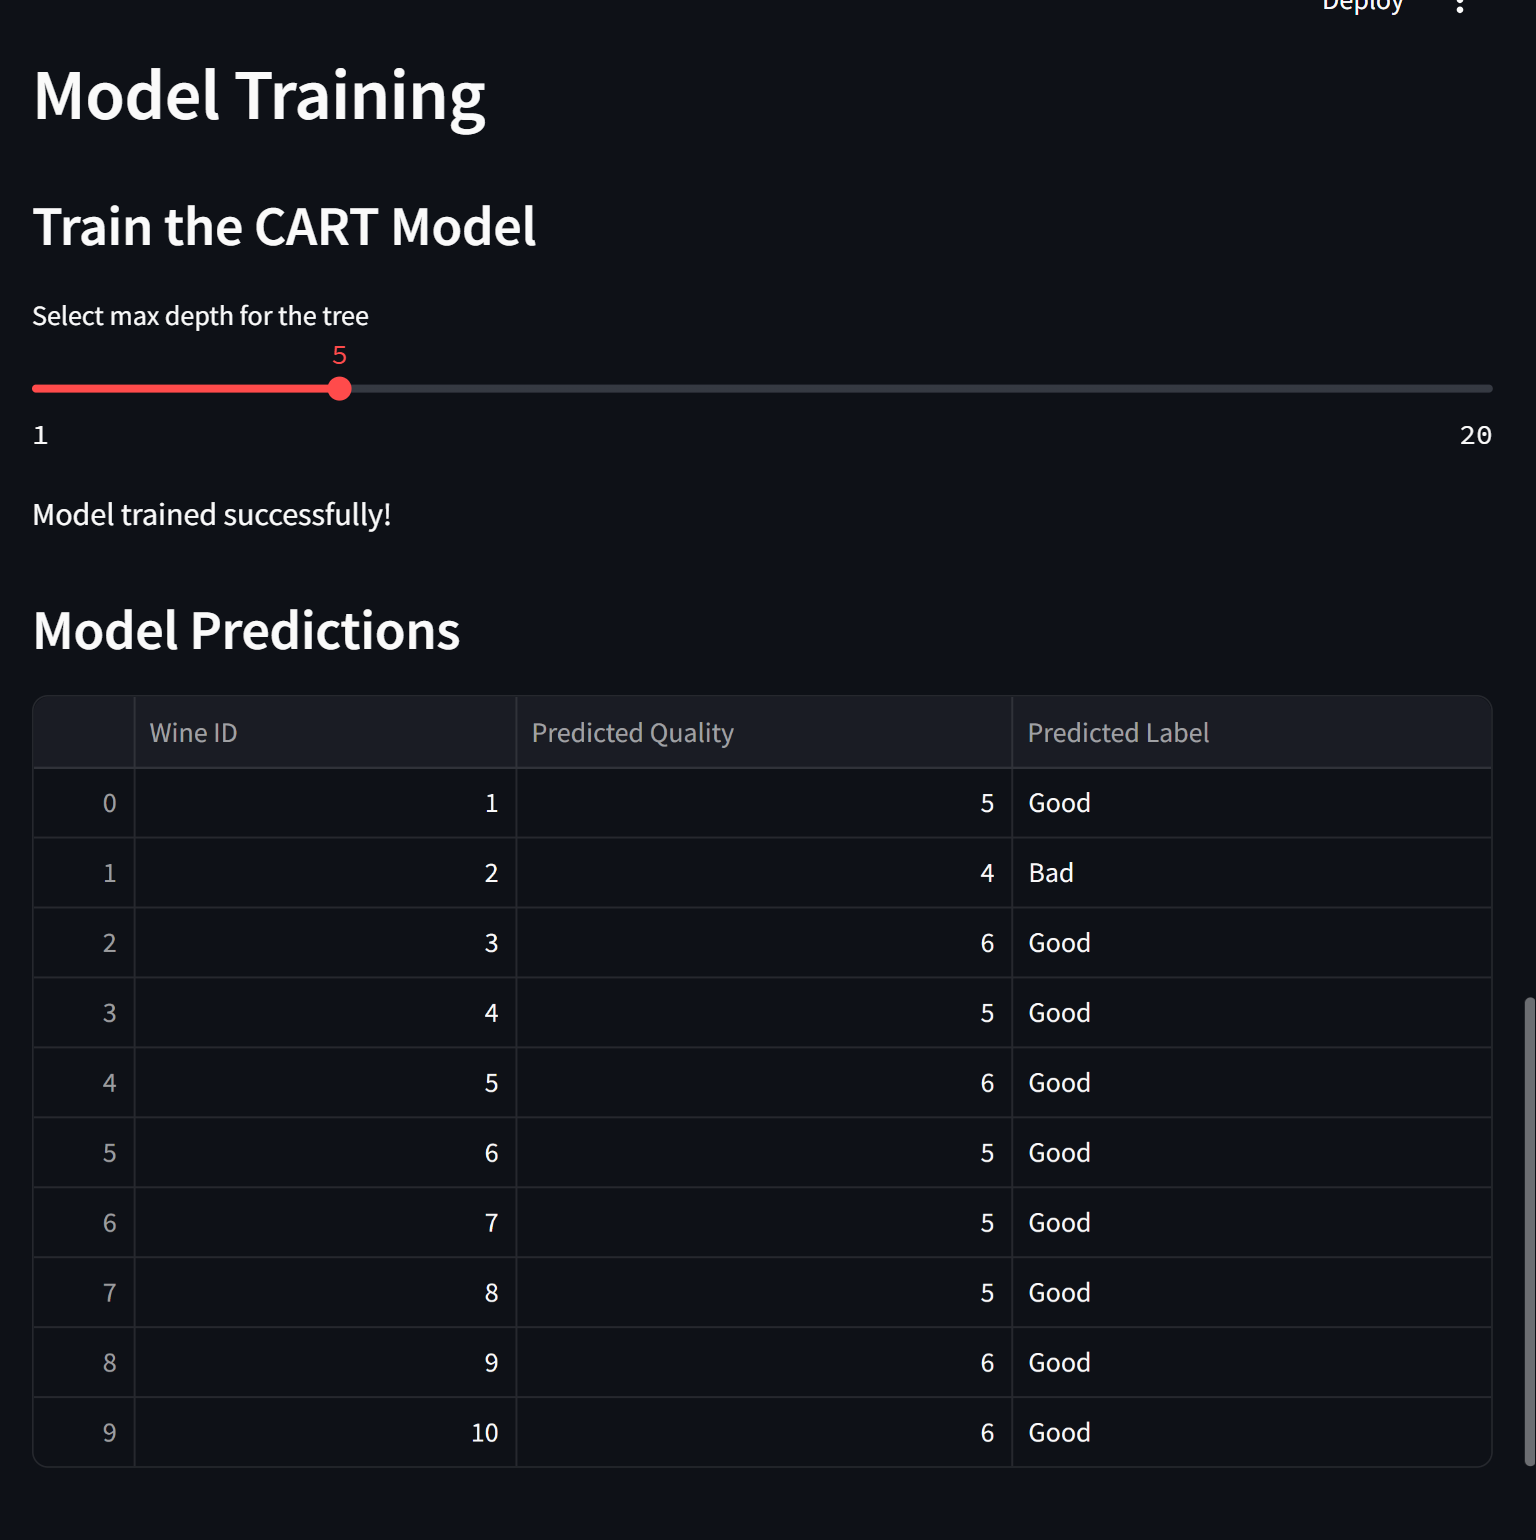 Deploy
Model Training
Train the CART Model
Select max depth for the tree
5
1 20
Model trained successfully!
Model Predictions
Wine ID Predicted Quality Predicted Label
0 1 5 Good
1 2 4 Bad
2 3 6 Good
3 4 5 Good
4 5 6 Good
5 6 5 Good
6 7 5 Good
7 8 5 Good
8 9 6 Good
9 10 6 Good